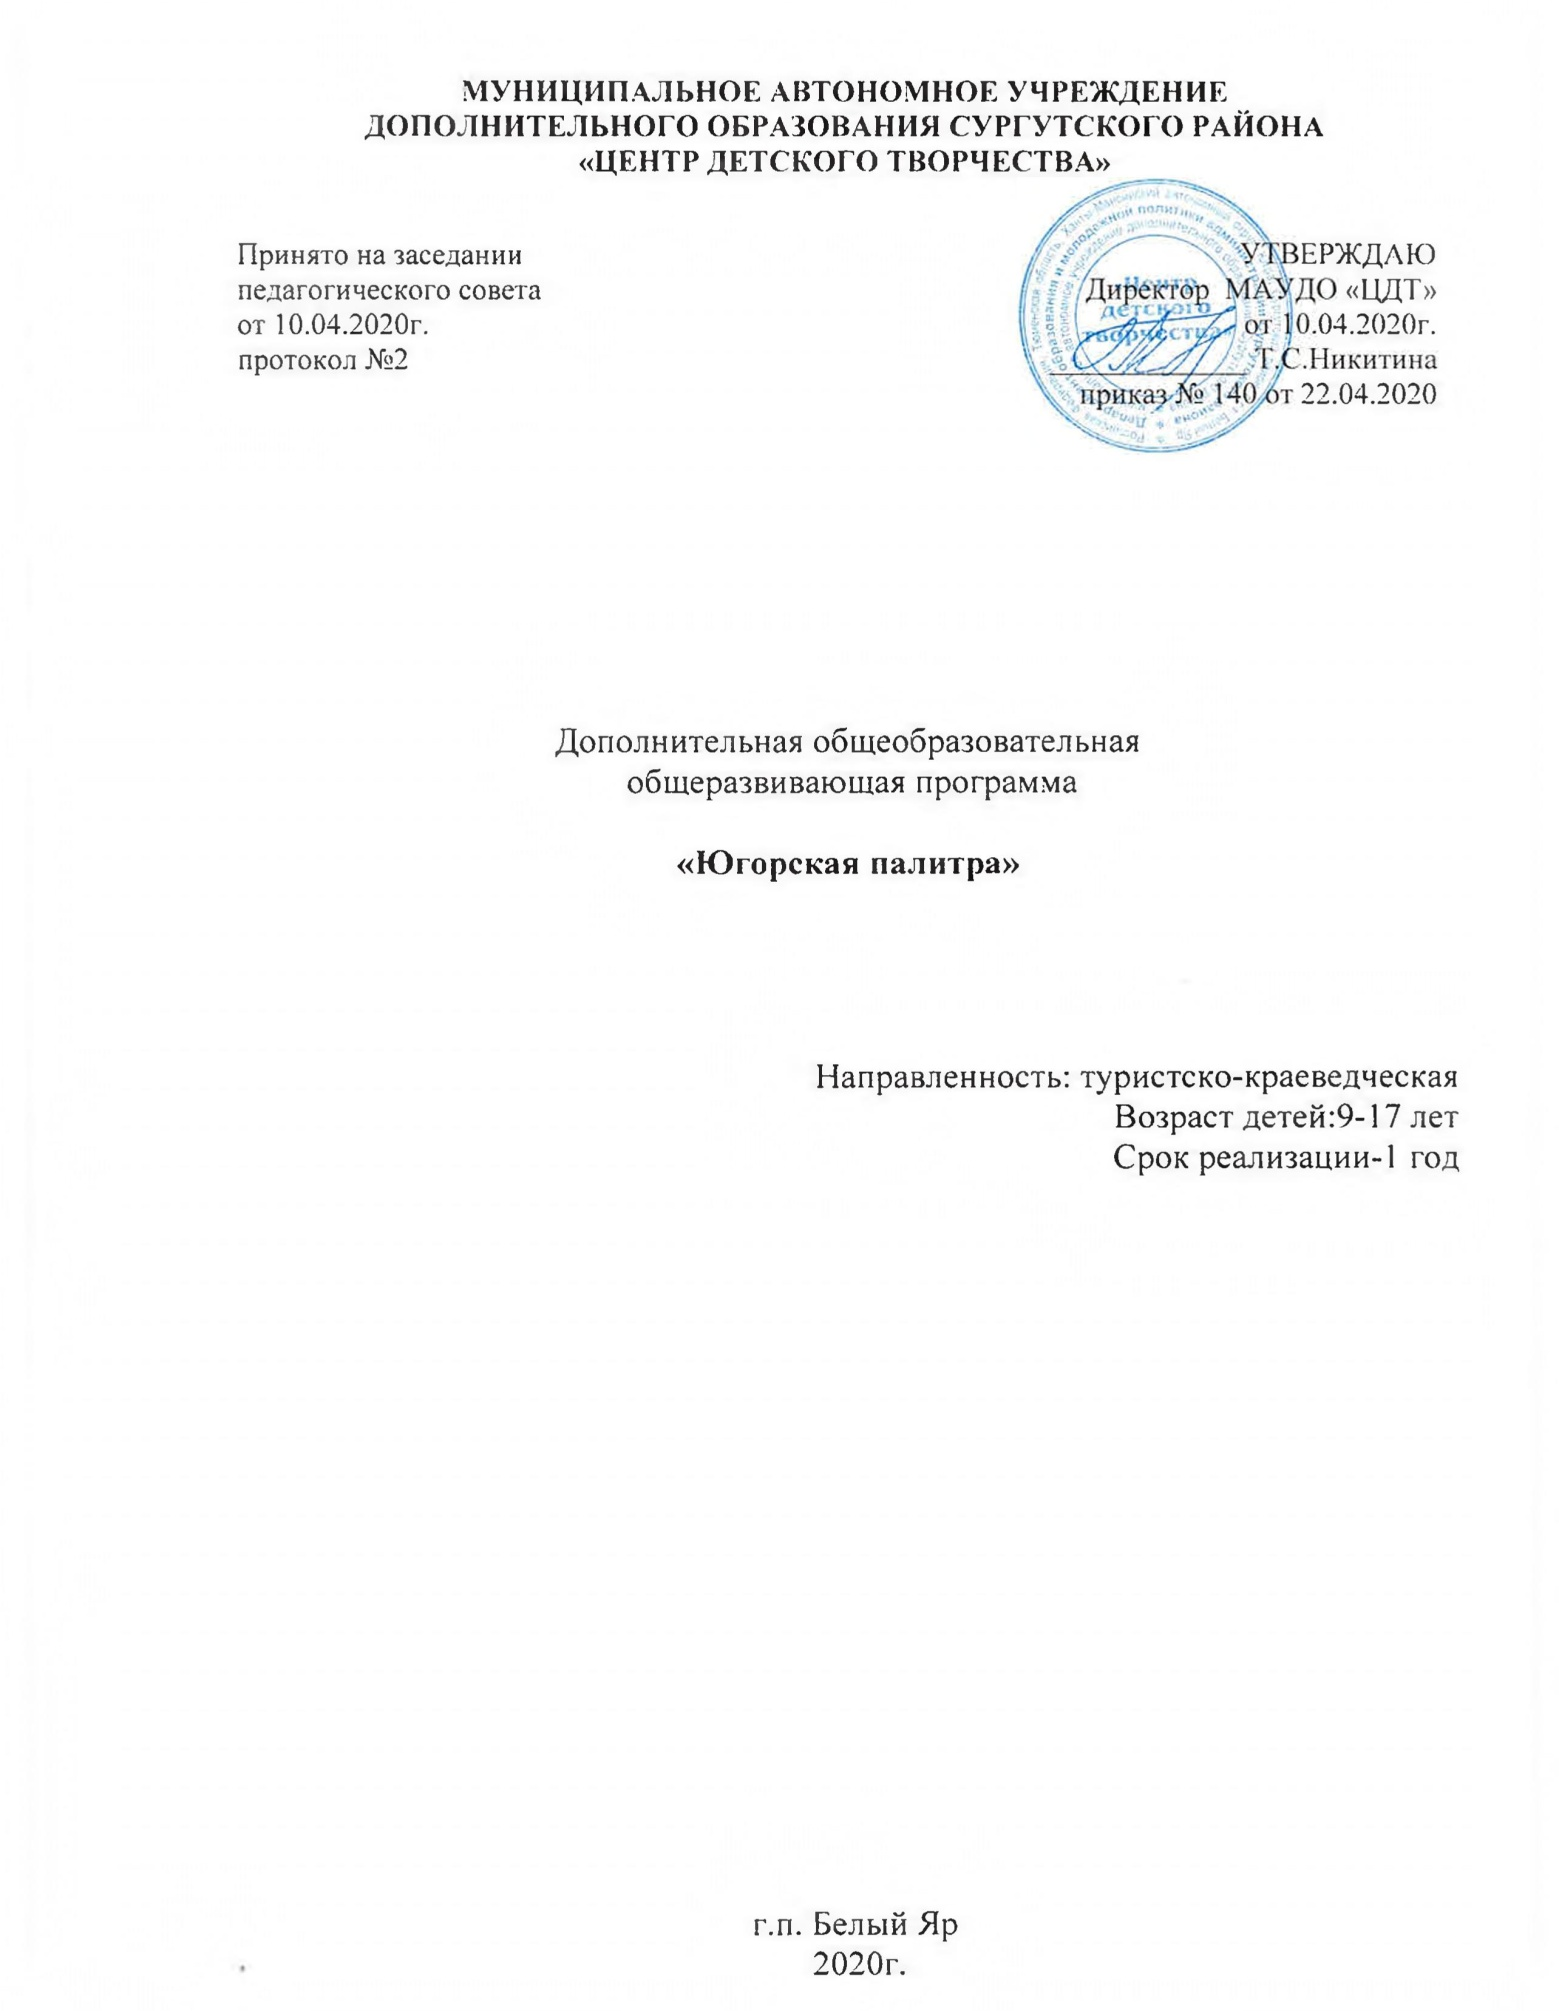 МУНИЦИПАЛЬНОЕ АВТОНОМНОЕ УЧРЕЖДЕНИЕ
ДОПОЛНИТЕЛЬНОГО ОБРАЗОВАНИЯ СУРГУТСКОГО РАЙОНА
«ЦЕНТР ДЕТСКОГО ТВОРЧЕСТВА»
Принято на заседании
педагогического совета
от 10.04.2020г.
протокол №2
УТВЕРЖДАЮ
Директор МАУДО «ЦДТ»
от 10.04.2020г.
Т.С.Никитина
приказ № 140 от 22.04.2020
Центр
детского
творчества
Дополнительная общеобразовательная
общеразвивающая программа
«Югорская палитра»
Направленность: туристско-краеведческая
Возраст детей:9-17 лет
Срок реализации-1 год
г.п. Белый Яр
2020г.